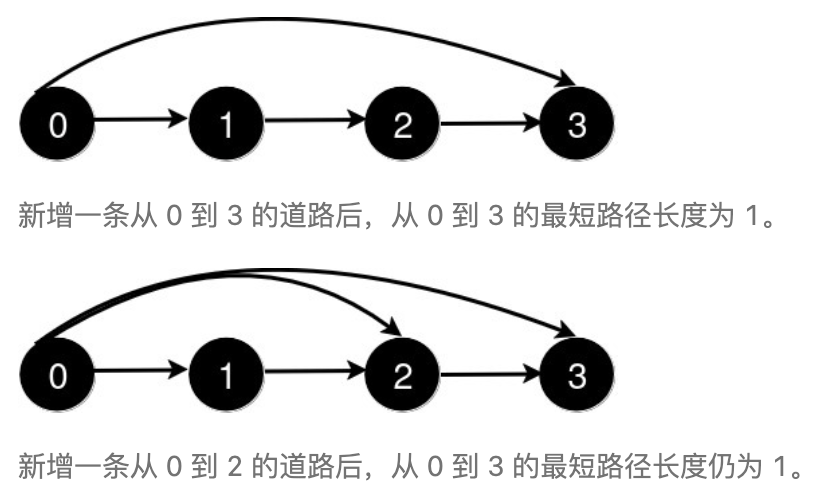 0 1 2 3
新增一条从 0 到 3 的道路后，从 0 到 3 的最短路径长度为 1。
0 1 2 3
新增一条从 0 到 2 的道路后，从 0 到 3 的最短路径长度仍为 1。